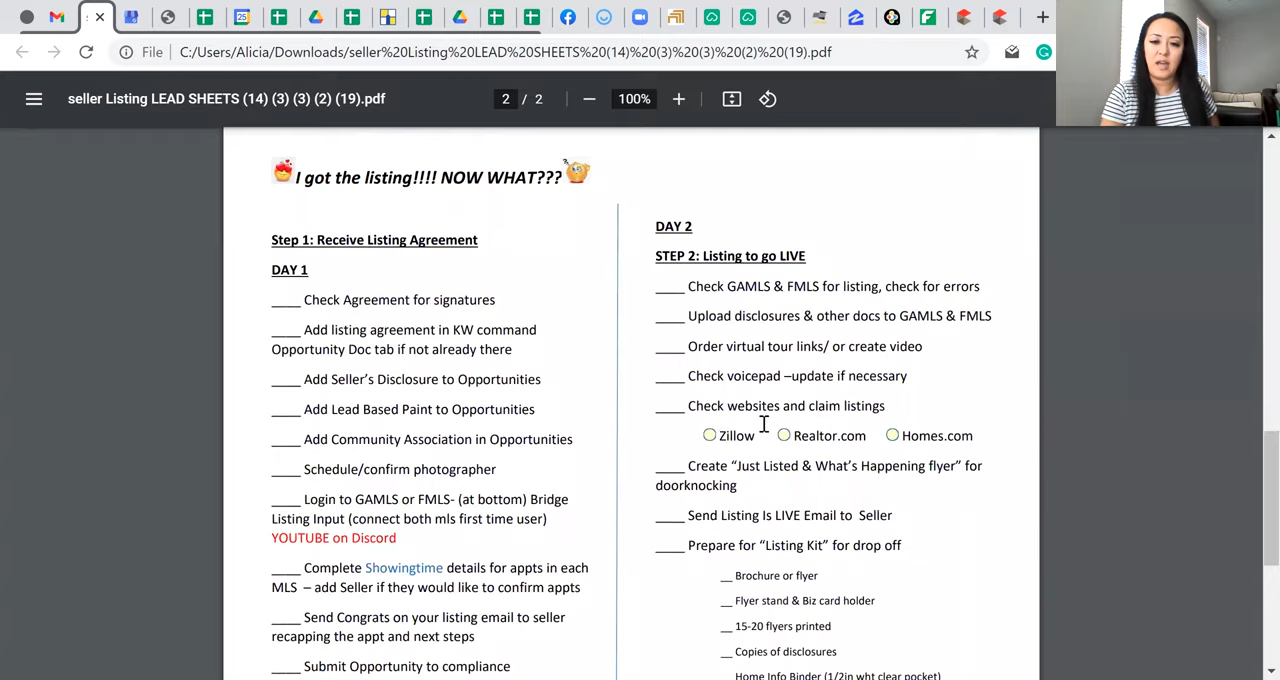 File
C:/Users/Alicia/Downloads/seller%20Listing%20LEAD%20SHEETS%20(14)%20(3)%20(3)%20(2)%20(19).pdf
seller Listing LEAD SHEETS (14) (3) (3) (2) (19).pdf
2 / 2
100%
I got the listing!!!! NOW WHAT???
Step 1: Receive Listing Agreement
DAY 1
____ Check Agreement for signatures
____ Add listing agreement in KW command
Opportunity Doc tab if not already there
____ Add Seller's Disclosure to Opportunities
____ Add Lead Based Paint to Opportunities
____ Add Community Association in Opportunities
____ Schedule/confirm photographer
____ Login to GAMLS or FMLS- (at bottom) Bridge
Listing Input (connect both mls first time user)
YOUTUBE on Discord
____ Complete Showingtime details for appts in each
MLS – add Seller if they would like to confirm appts
____ Send Congrats on your listing email to seller
recapping the appt and next steps
____ Submit Opportunity to compliance
DAY 2
STEP 2: Listing to go LIVE
____ Check GAMLS & FMLS for listing, check for errors
____ Upload disclosures & other docs to GAMLS & FMLS
____ Order virtual tour links/ or create video
____ Check voicepad –update if necessary
____ Check websites and claim listings
Zillow Realtor.com Homes.com
____ Create “Just Listed & What's Happening flyer” for
doorknocking
____ Send Listing Is LIVE Email to Seller
____ Prepare for “Listing Kit” for drop off
__ Brochure or flyer
__ Flyer stand & Biz card holder
__ 15-20 flyers printed
__ Copies of disclosures
Home Info Binder (1/2in wht clear pocket)